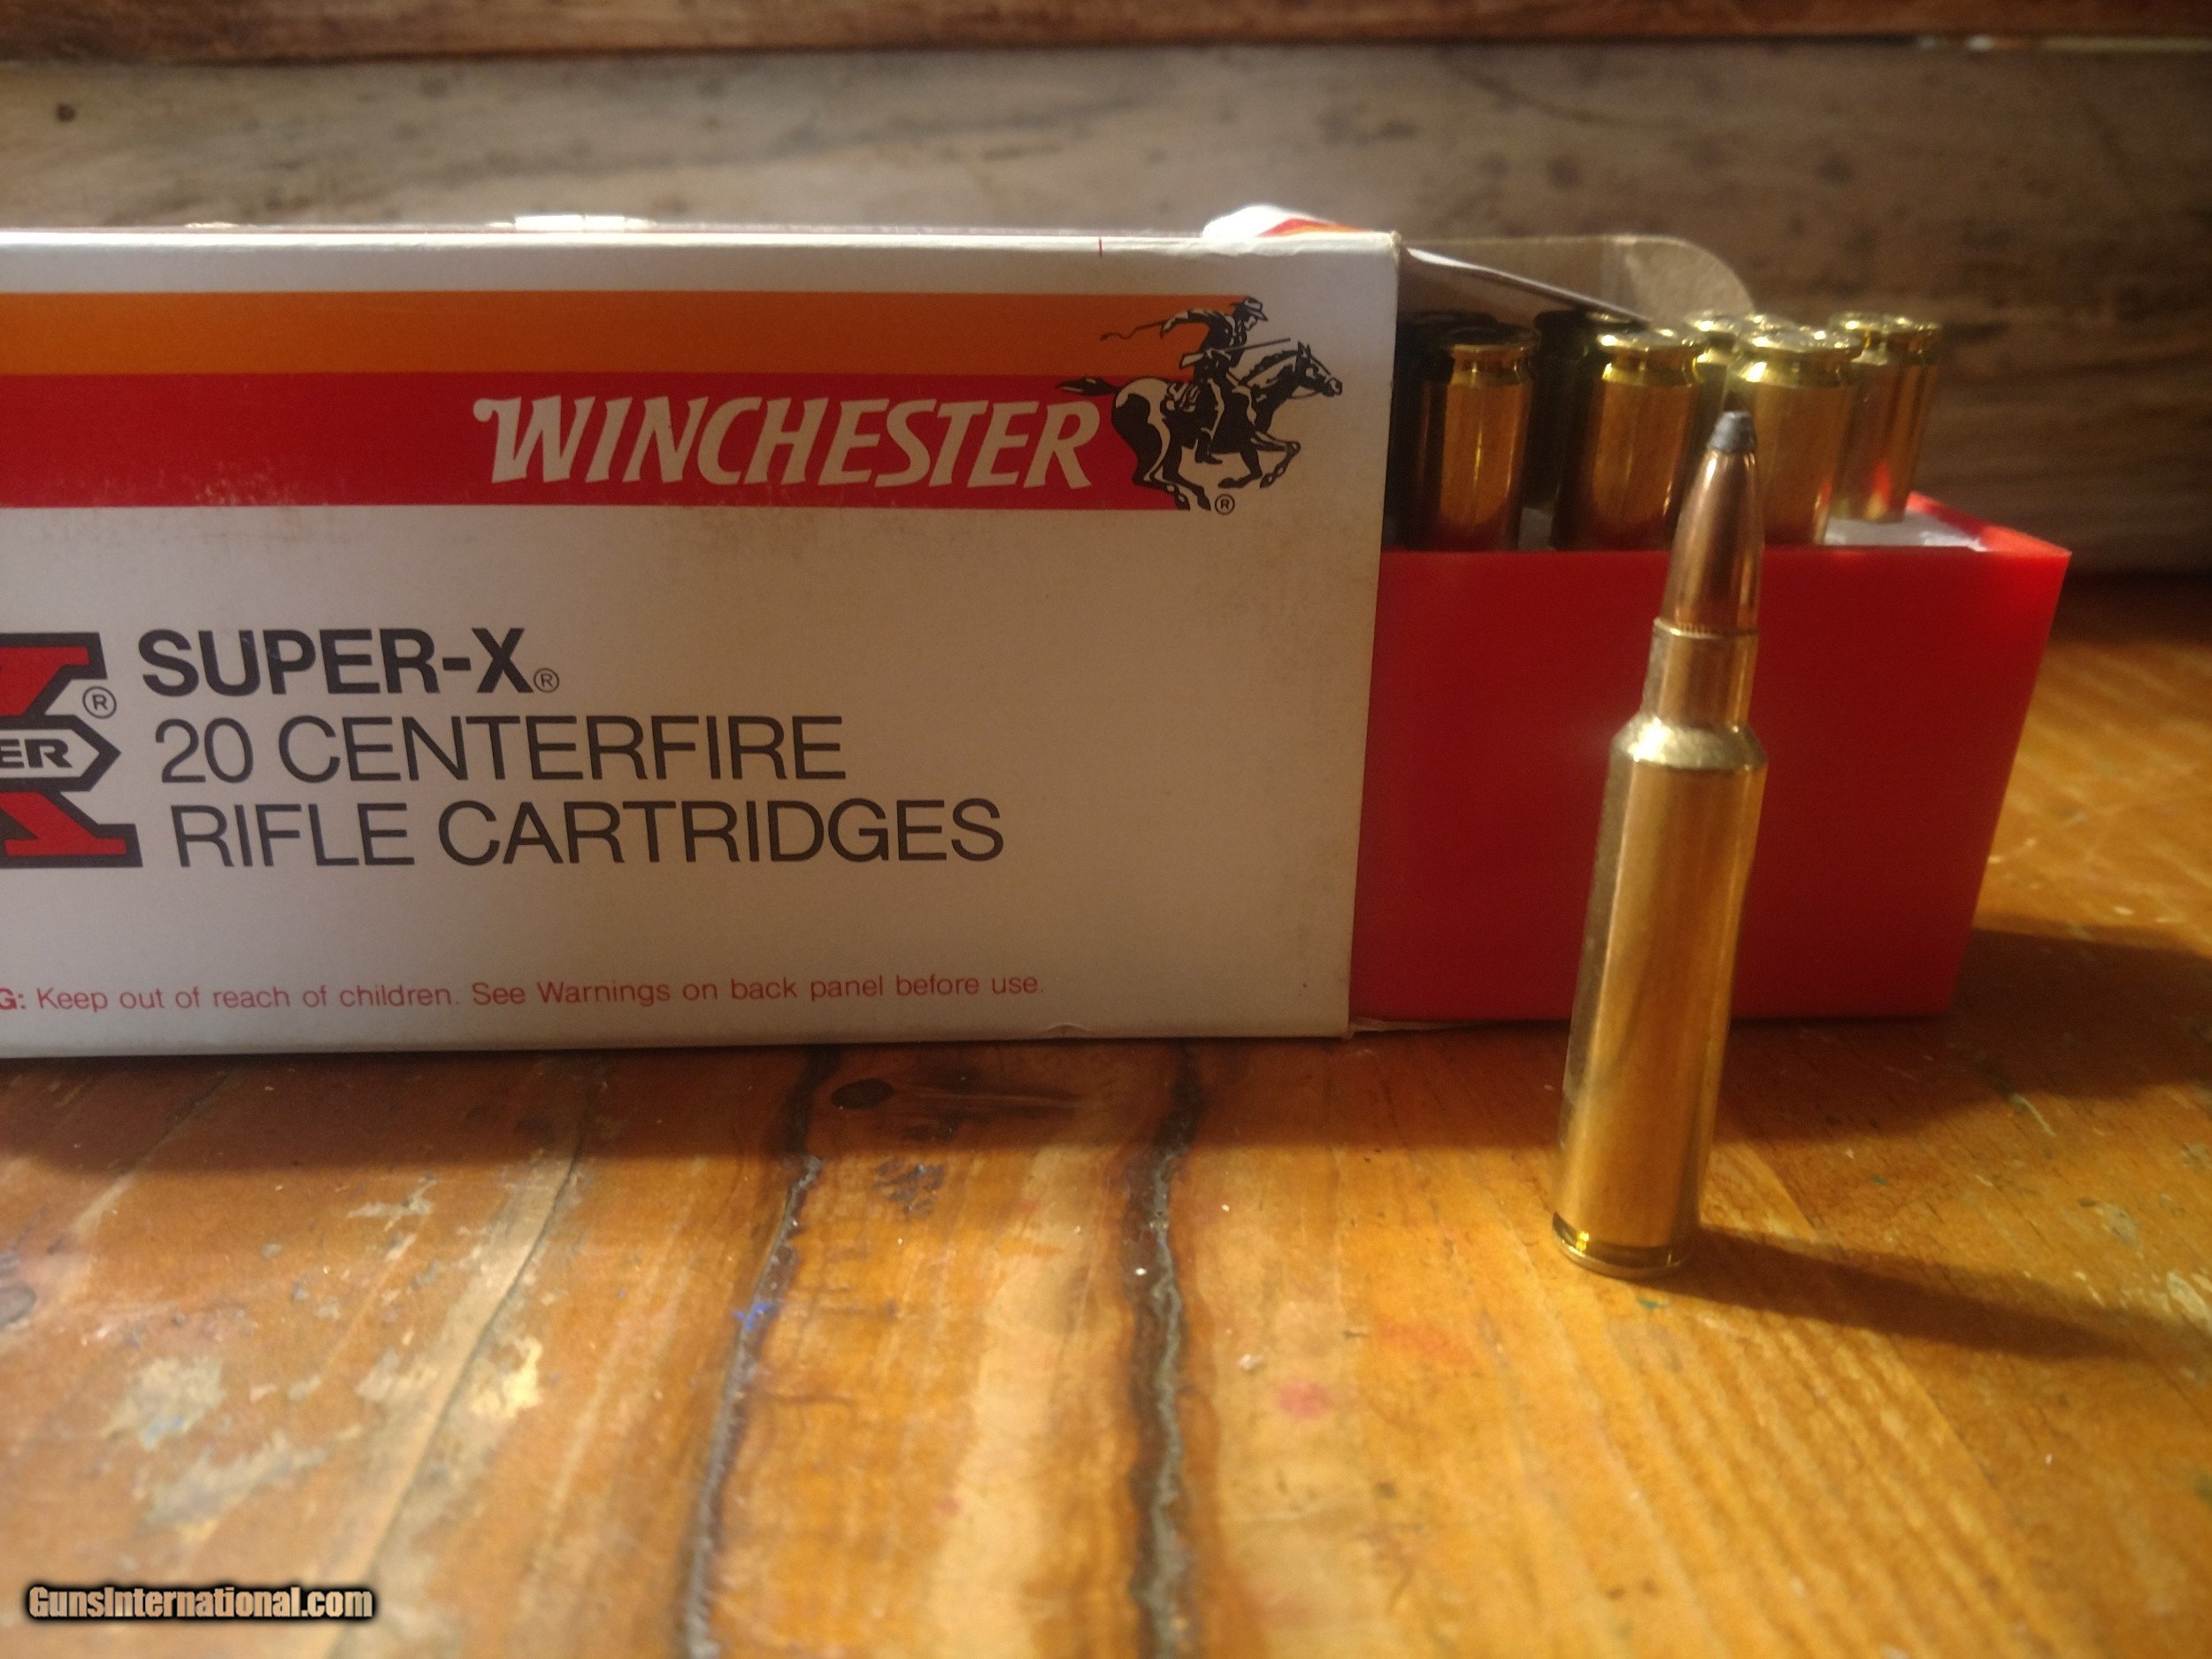 WINCHESTER
®
ER
®
SUPER-X®
20 CENTERFIRE
RIFLE CARTRIDGES
G: Keep out of reach of children. See Warnings on back panel before use.
GunsInternational.com